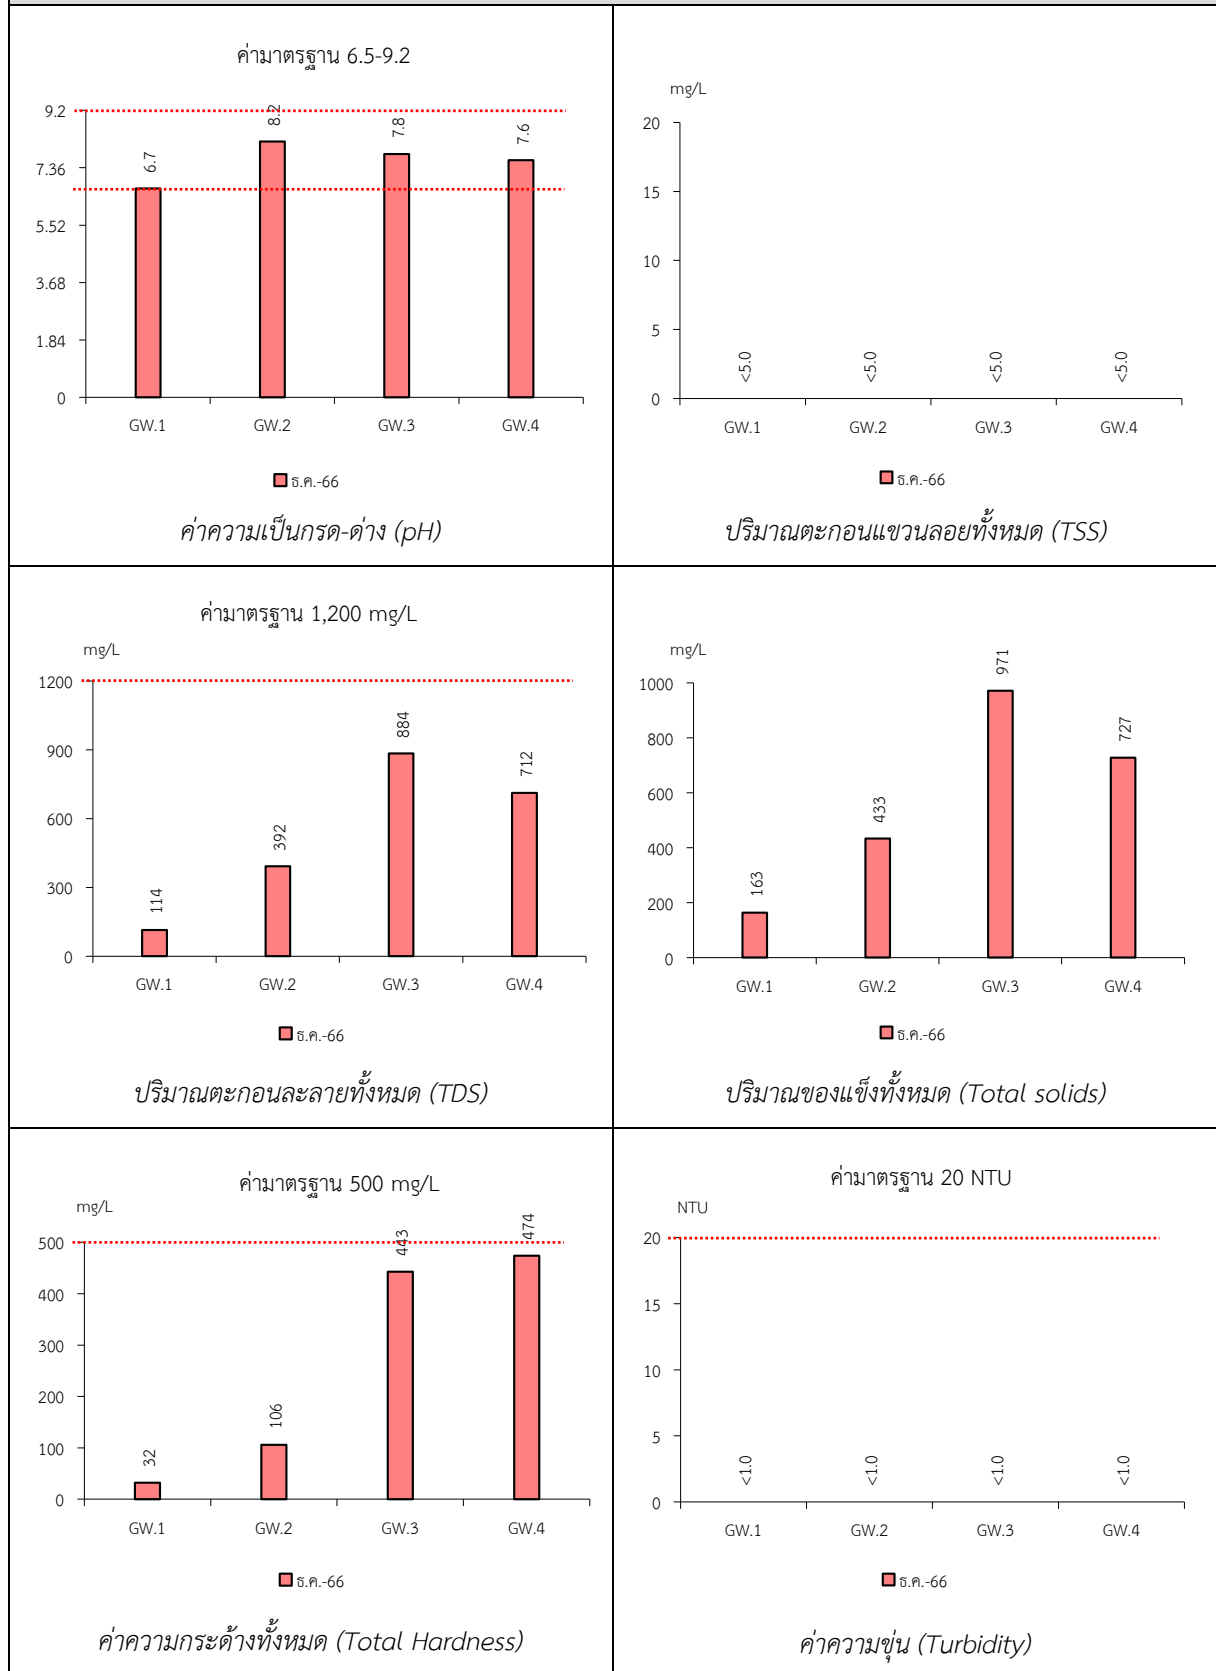 ค่ามาตรฐาน 6.5-9.2
9.2
7.36
5.52
3.68
1.84
0
6.7
8.2
7.8
7.6
GW.1 GW.2 GW.3 GW.4
ธ.ค.-66
ค่าความเป็นกรด-ด่าง (pH)
mg/L
20
15
10
5
0
<5.0
<5.0
<5.0
<5.0
GW.1 GW.2 GW.3 GW.4
ธ.ค.-66
ปริมาณตะกอนแขวนลอยทั้งหมด (TSS)
ค่ามาตรฐาน 1,200 mg/L
mg/L
1200
900
600
300
0
114
392
884
712
GW.1 GW.2 GW.3 GW.4
ธ.ค.-66
ปริมาณตะกอนละลายทั้งหมด (TDS)
mg/L
1000
800
600
400
200
0
163
433
971
727
GW.1 GW.2 GW.3 GW.4
ธ.ค.-66
ปริมาณของแข็งทั้งหมด (Total solids)
ค่ามาตรฐาน 500 mg/L
mg/L
500
400
300
200
100
0
32
106
443
474
GW.1 GW.2 GW.3 GW.4
ธ.ค.-66
ค่าความกระด้างทั้งหมด (Total Hardness)
ค่ามาตรฐาน 20 NTU
NTU
20
15
10
5
0
<1.0
<1.0
<1.0
<1.0
GW.1 GW.2 GW.3 GW.4
ธ.ค.-66
ค่าความขุ่น (Turbidity)